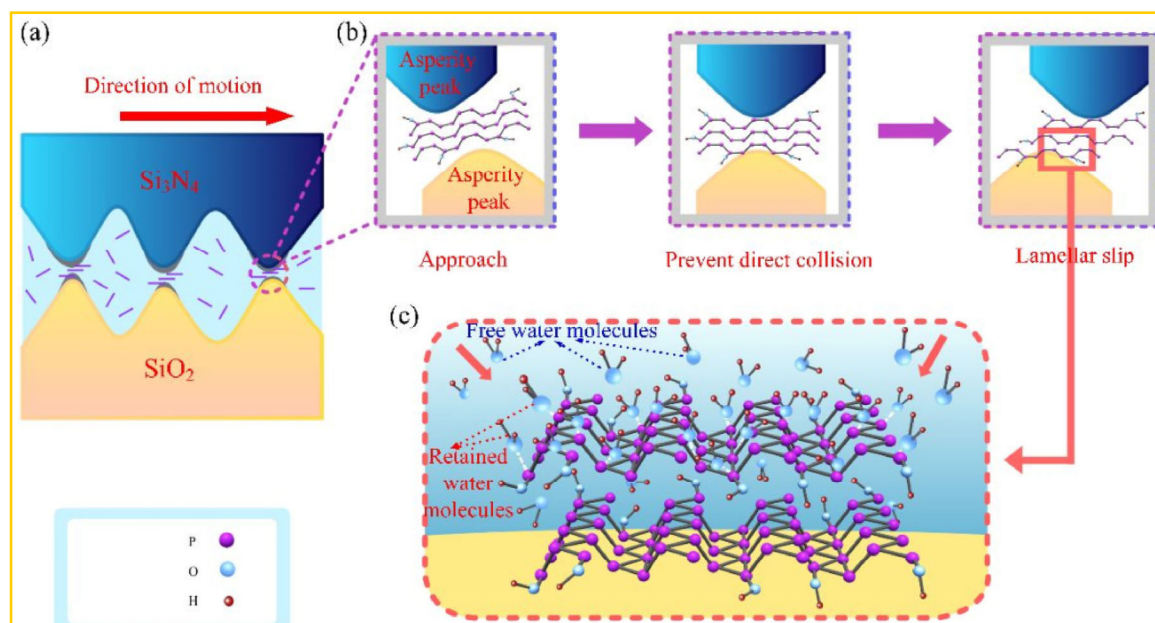 (a)
Direction of motion
Si₃N₄
SiO₂
(b)
Asperity
peak
Asperity
peak
Approach
Prevent direct collision
Lamellar slip
(c)
Free water molecules
Retained
water
molecules
P
O
H